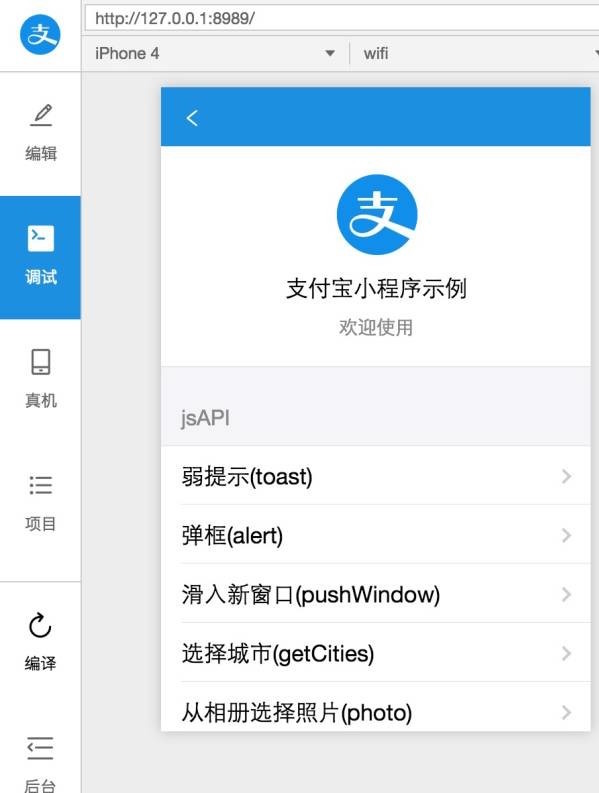 支
http://127.0.0.1:8989/
iPhone 4
wifi
编辑
调试
真机
项目
编译
后台
支
支付宝小程序示例
欢迎使用
jsAPI
弱提示(toast)
弹框(alert)
滑入新窗口(pushWindow)
选择城市(getCities)
从相册选择照片(photo)